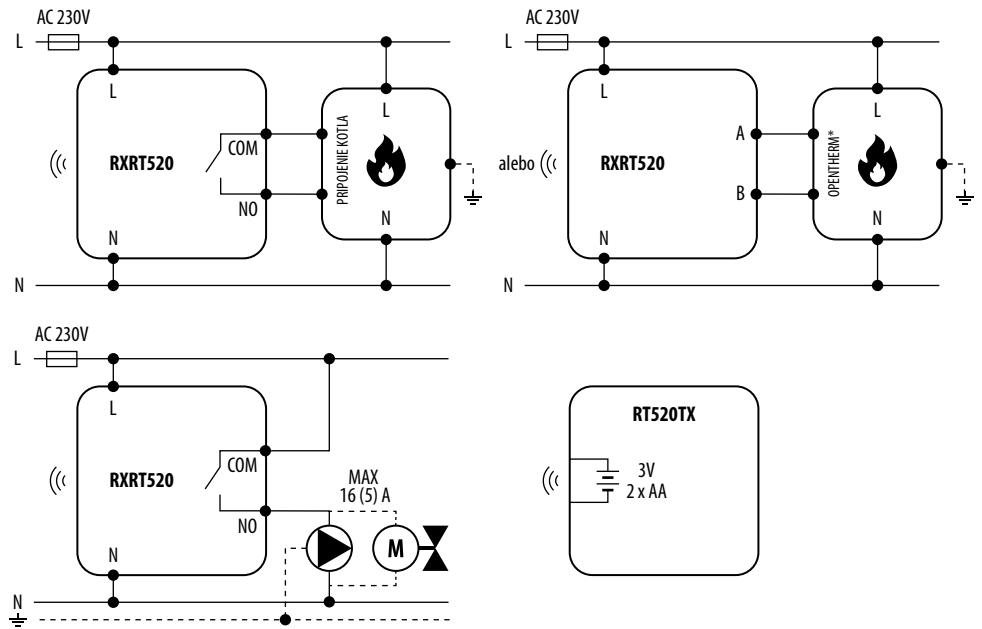 AC 230V
L
L
RXRT520
COM
NO
N
N
PRIPOJENIE KOTLA
L
N
AC 230V
L
L
alebo
RXRT520
A
B
N
N
OPENTHERM*
L
N
AC 230V
L
L
RXRT520
COM
NO
N
N
MAX
16 (5) A
M
RT520TX
3V
2 x AA